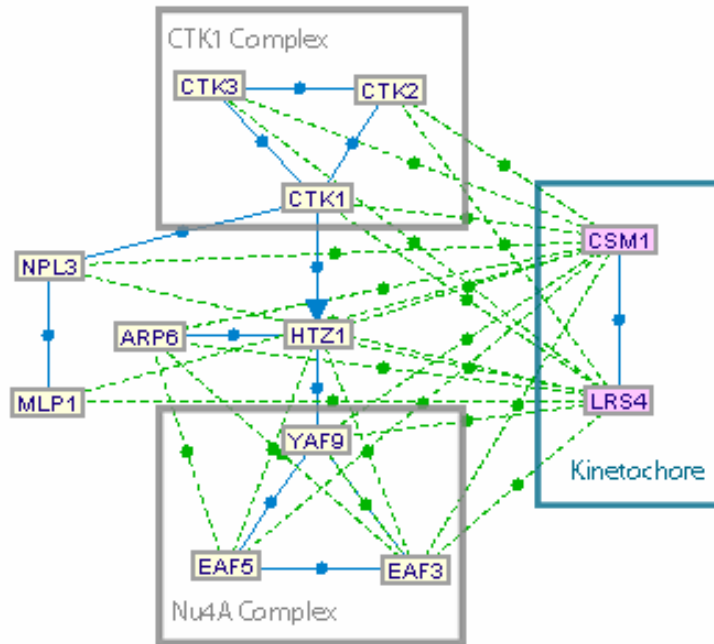 CTK1 Complex
CTK3
CTK2
CTK1
CSM1
NPL3
ARP6
HTZ1
MLP1
LRS4
YAF9
Kinetochore
EAF5
EAF3
Nu4A Complex